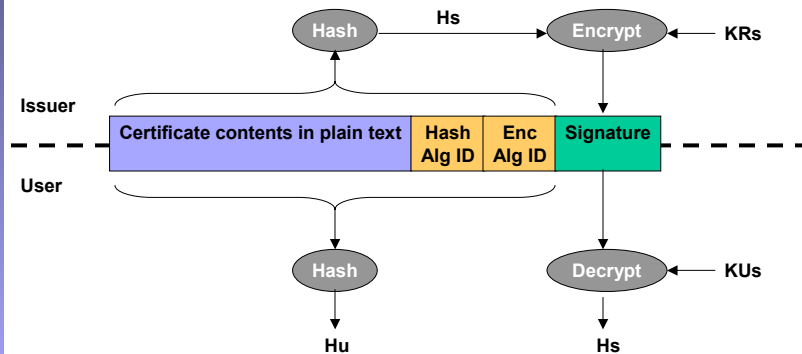 Hash
Hs
Encrypt
KRs
Issuer
Certificate contents in plain text
Hash
Alg ID
Enc
Alg ID
Signature
User
Hash
Decrypt
KUs
Hu
Hs